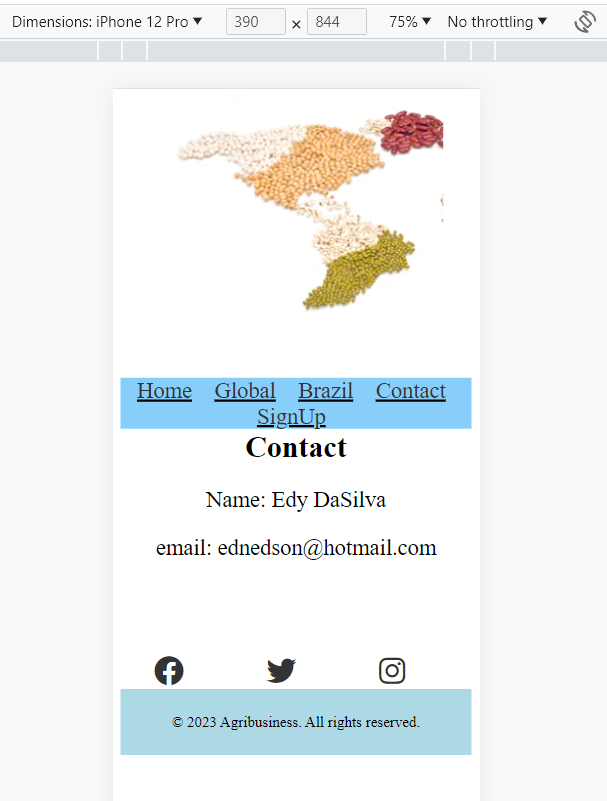 Dimensions: iPhone 12 Pro ▼ 390 × 844 75% ▼ No throttling ▼
Home Global Brazil Contact
SignUp
Contact
Name: Edy DaSilva
email: ednedson@hotmail.com
© 2023 Agribusiness. All rights reserved.